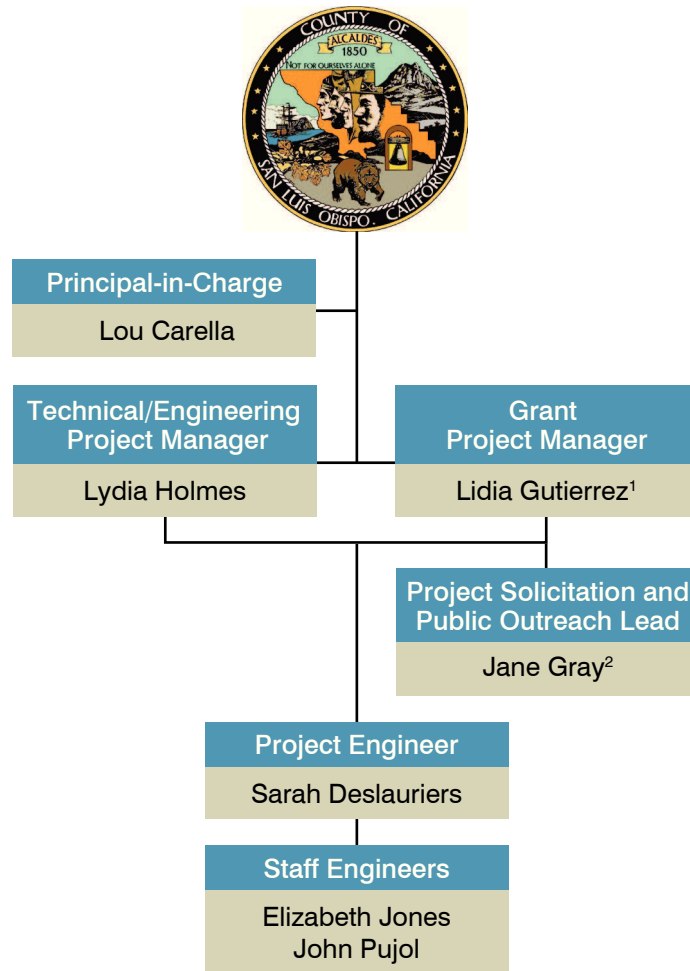 COUNTY OF
ALCALDES
1850
NOT FOR OURSELVES ALONE
SAN LUIS OBISPO. CALIFORNIA
Principal-in-Charge
Lou Carella
Technical/Engineering
Project Manager
Lydia Holmes
Grant
Project Manager
Lidia Gutierrez¹
Project Solicitation and
Public Outreach Lead
Jane Gray²
Project Engineer
Sarah Deslauriers
Staff Engineers
Elizabeth Jones
John Pujol